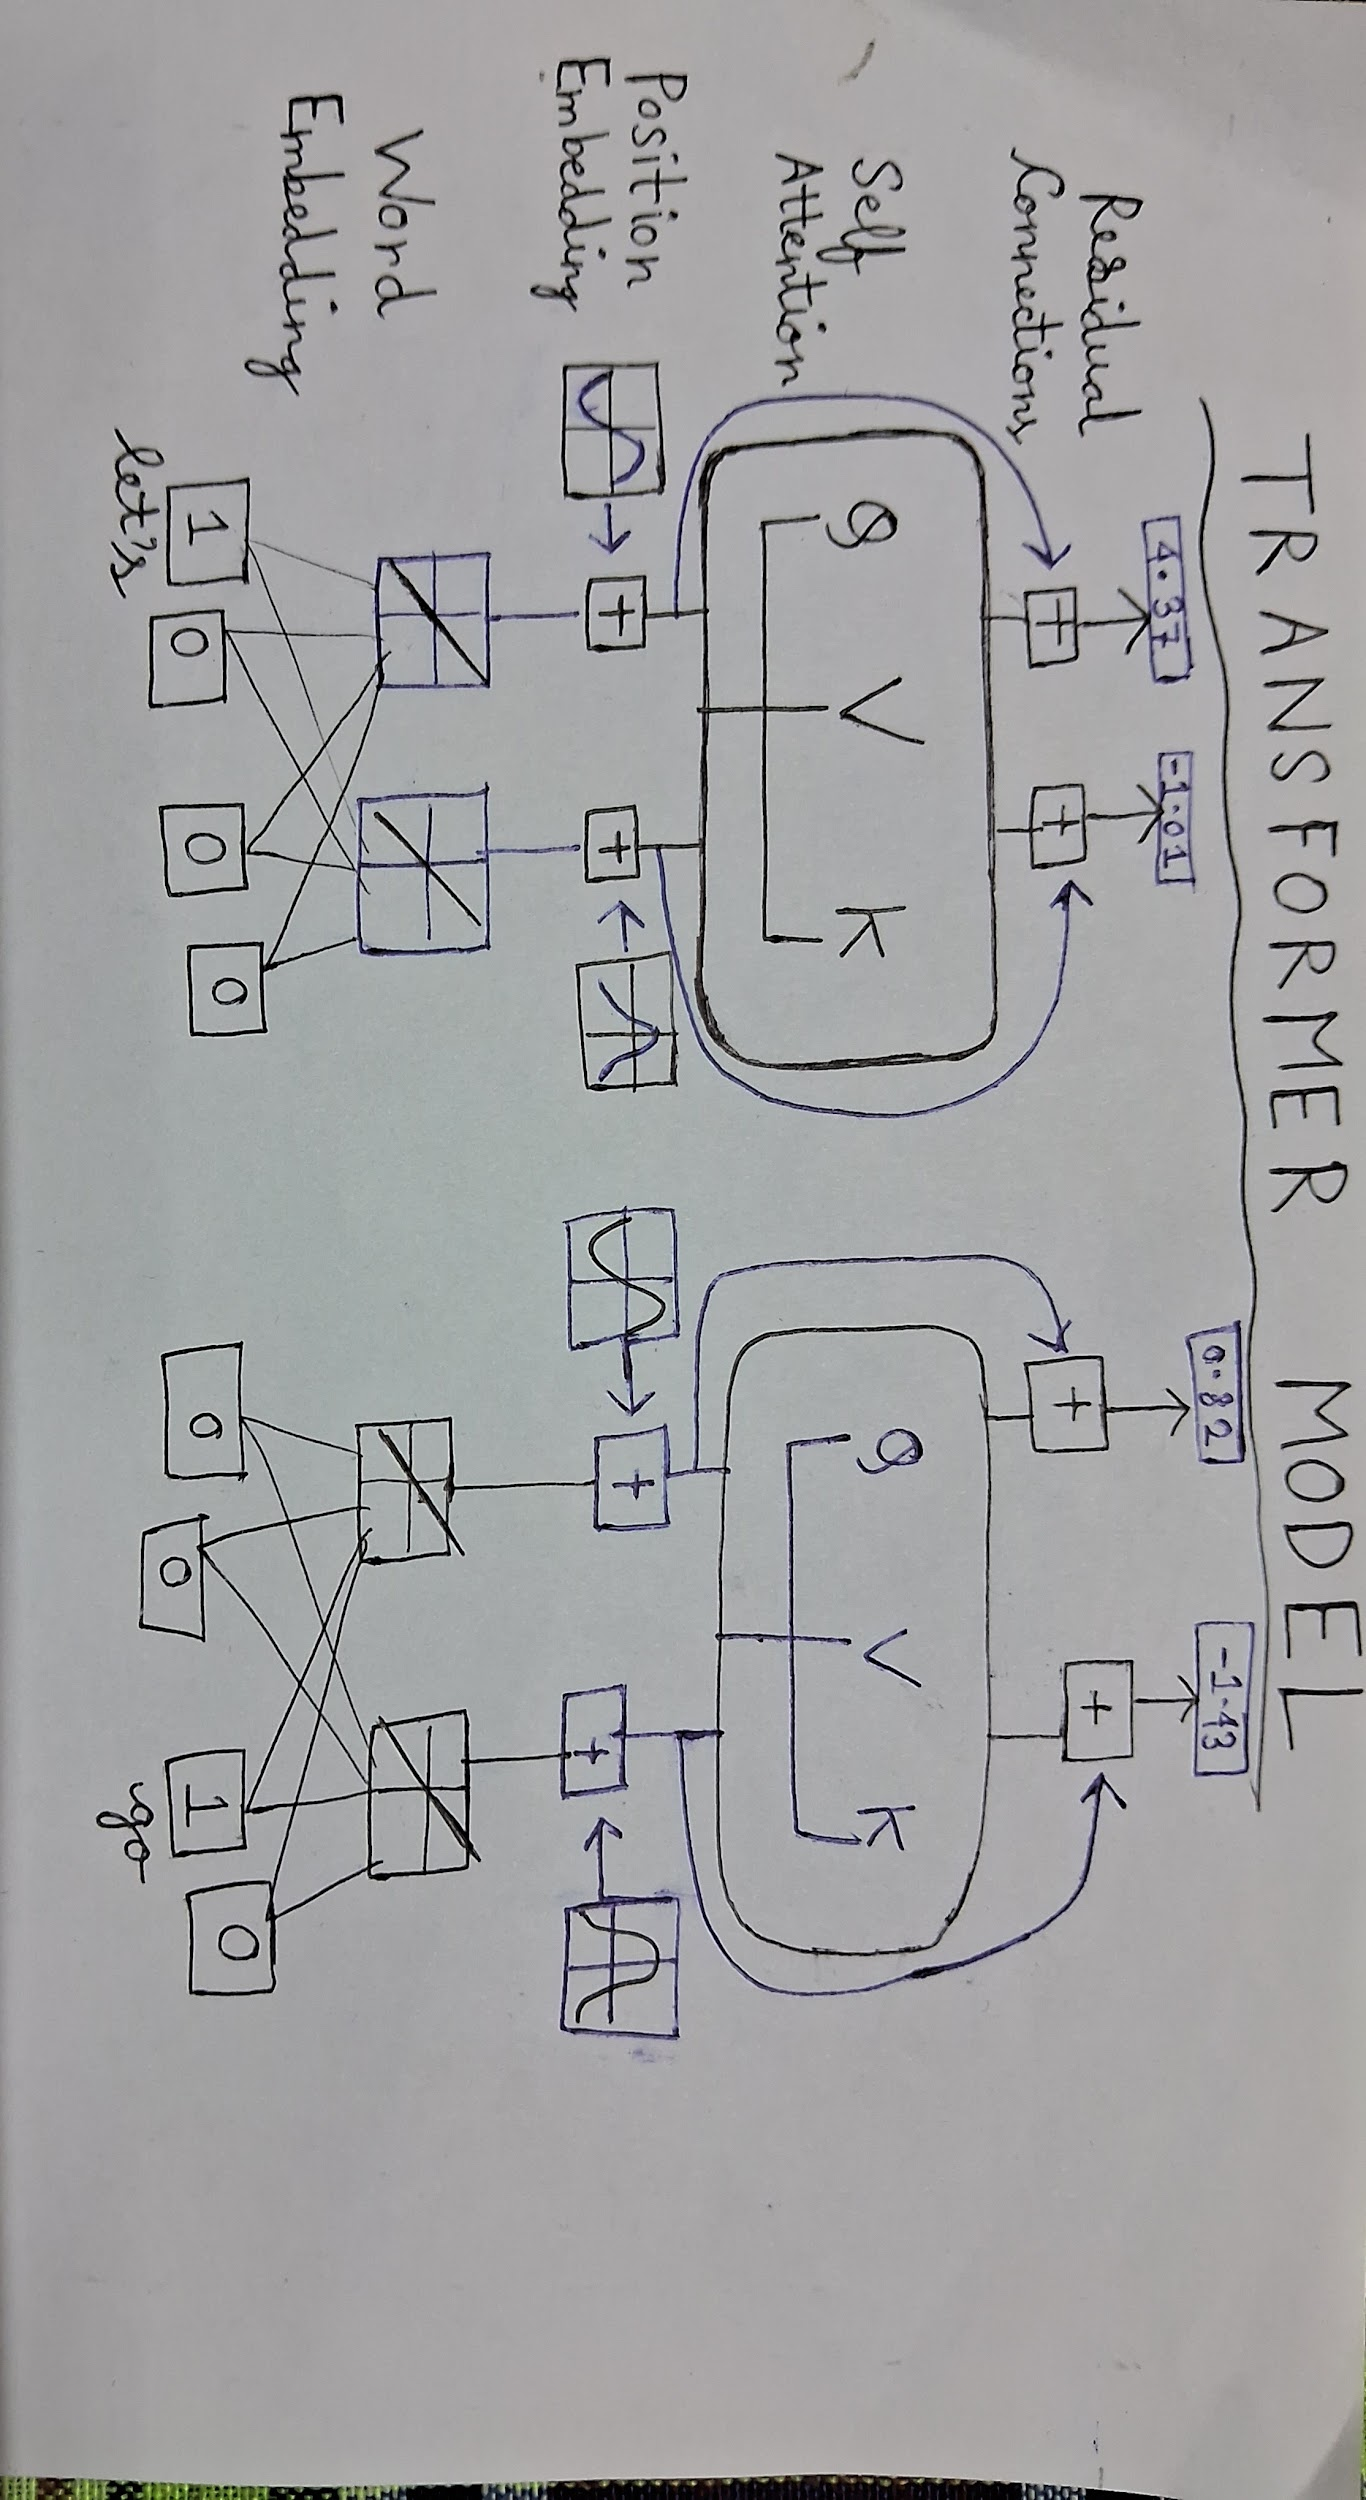 TRANSFORMER MODEL
4.37 -1.01 0.82 -1.43
Residual
Connections
+ + + +
Self
Attention
Q V K Q V K
Position
Embedding
+ + + +
Word
Embedding
1 0 0 0 0 0 1 0
let's go